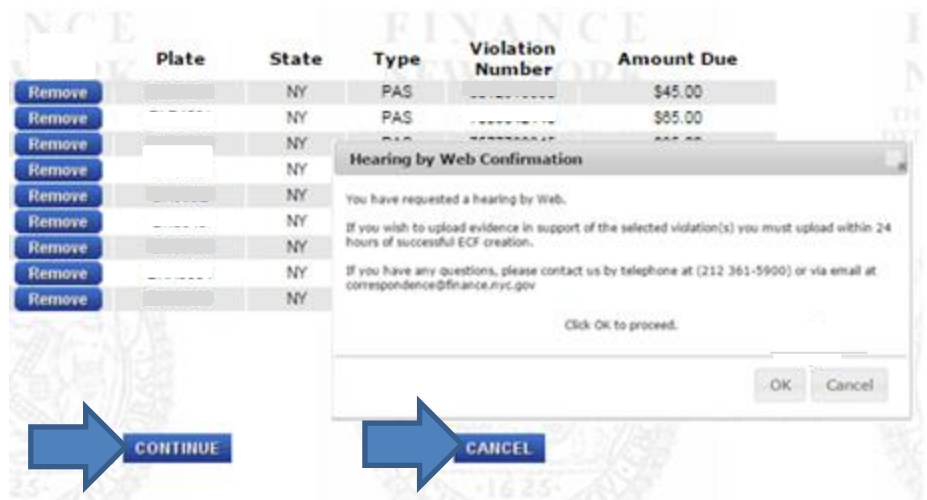 Plate State Type Violation Number Amount Due
Remove NY PAS $45.00
Remove NY PAS $65.00
Remove NY
Remove NY
Remove NY
Remove NY
Remove NY
Remove NY
Remove NY
Hearing by Web Confirmation
You have requested a hearing by Web.
If you wish to upload evidence in support of the selected violation(s) you must upload within 24
hours of successful ECF creation.
If you have any questions, please contact us by telephone at (212 361-5900) or via email at
correspondence@finance.nyc.gov
Click OK to proceed.
OK Cancel
CONTINUE CANCEL
FINANCE
NEW YORK
1625